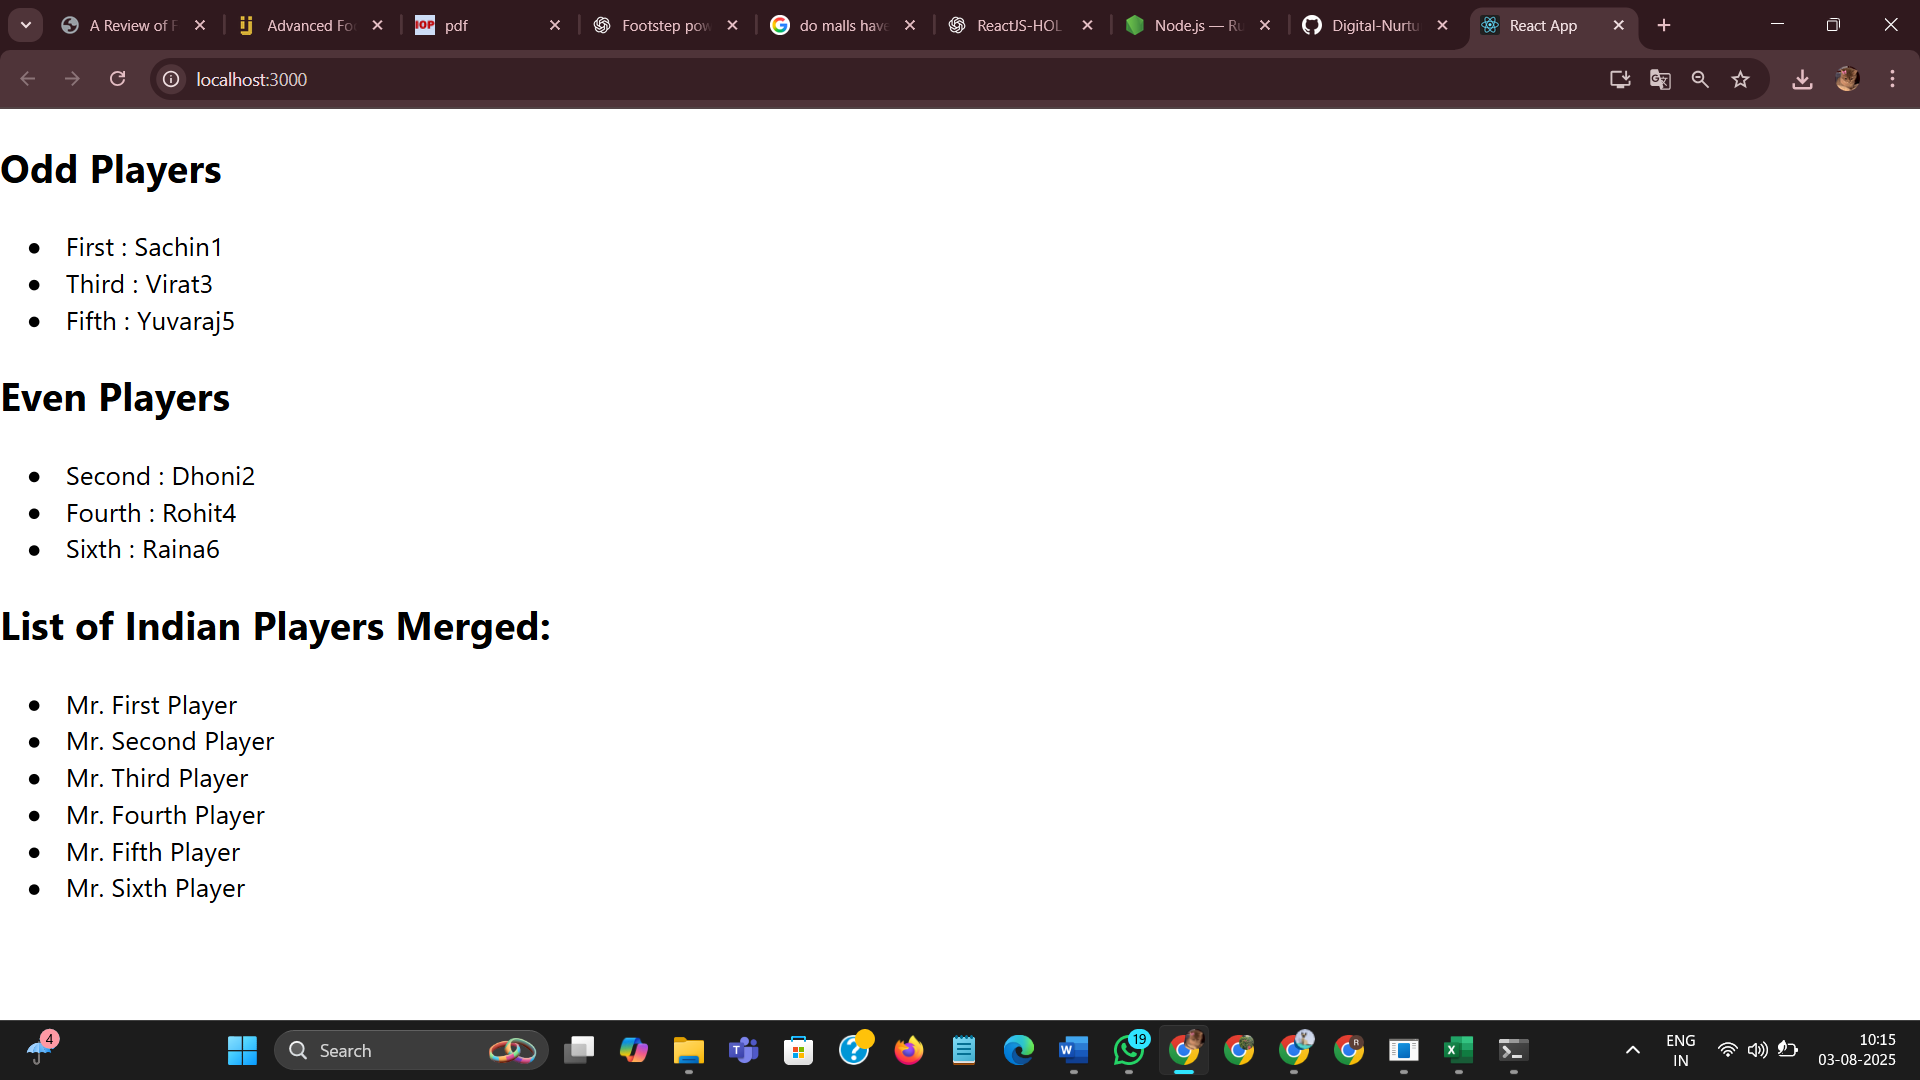 A Review of F
Advanced Fo
IOP pdf
Footstep pow
do malls have
ReactJS-HOL
Node.js — Ru
Digital-Nurtu
React App
localhost:3000
Odd Players
First : Sachin1
Third : Virat3
Fifth : Yuvaraj5
Even Players
Second : Dhoni2
Fourth : Rohit4
Sixth : Raina6
List of Indian Players Merged:
Mr. First Player
Mr. Second Player
Mr. Third Player
Mr. Fourth Player
Mr. Fifth Player
Mr. Sixth Player
4
Search
19
ENG
IN
10:15
03-08-2025